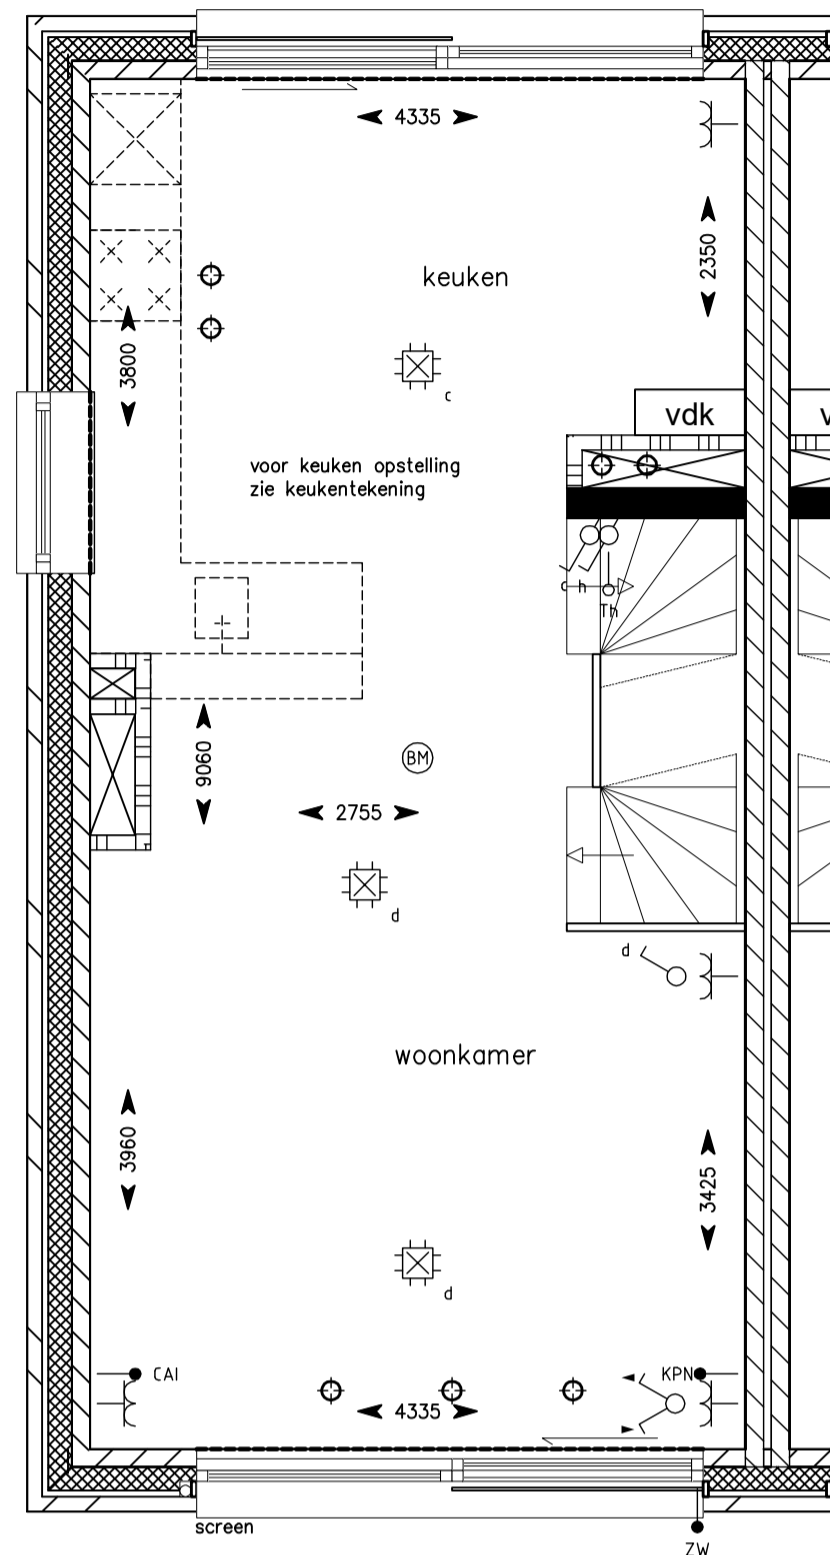 4335
2350
keuken
3800
c
vdk
voor keuken opstelling
zie keukentekening
c h
Th
9060
BM
2755
d
d
woonkamer
3960
3425
d
CAI
KPN
4335
screen
ZW